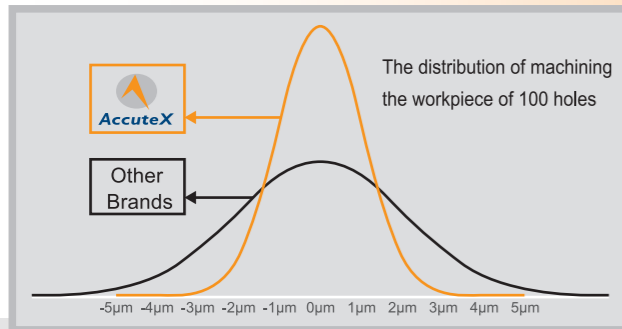 The distribution of machining
the workpiece of 100 holes
AccuteX
Other
Brands
-5µm -4µm -3µm -2µm -1µm 0µm 1µm 2µm 3µm 4µm 5µm